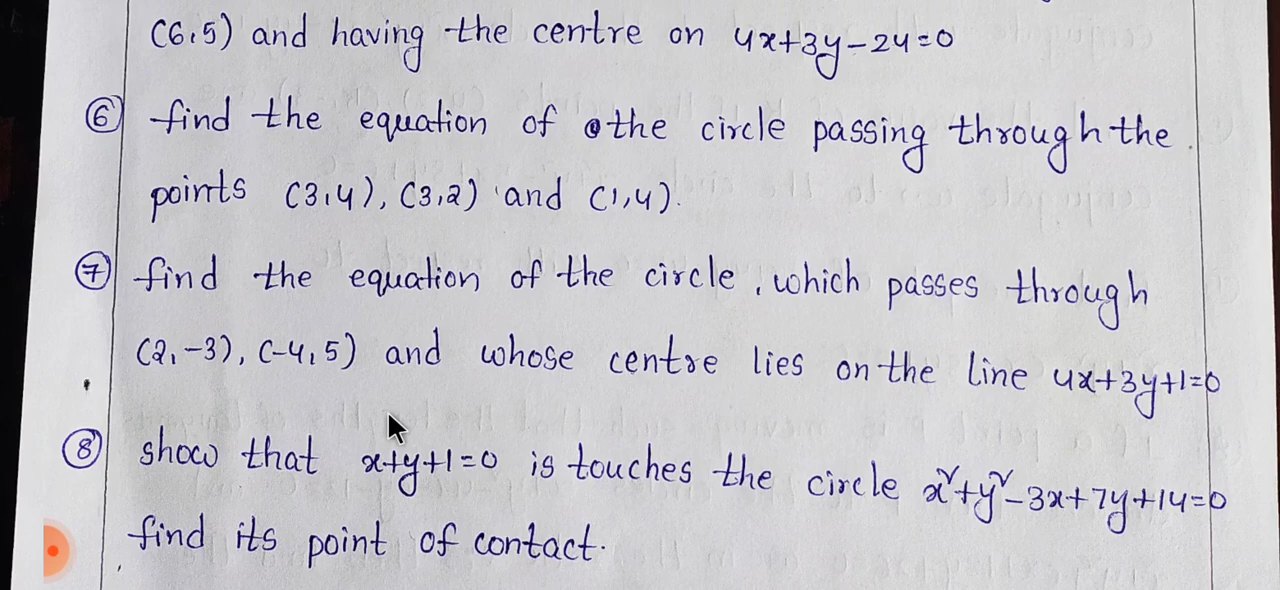 (6,5) and having the centre on 4x+3y-24=0
⑥ find the equation of the circle passing through the
points (3,4), (3,2) and (1,4).
⑦ find the equation of the circle, which passes through
(2,-3), (-4,5) and whose centre lies on the line 4x+3y+1=0
⑧ show that x+y+1=0 is touches the circle x²+y²-3x+7y+14=0
find its point of contact.